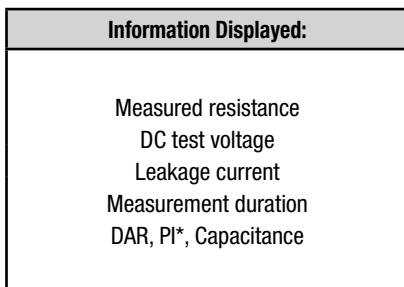 Information Displayed:
Measured resistance
DC test voltage
Leakage current
Measurement duration
DAR, PI*, Capacitance